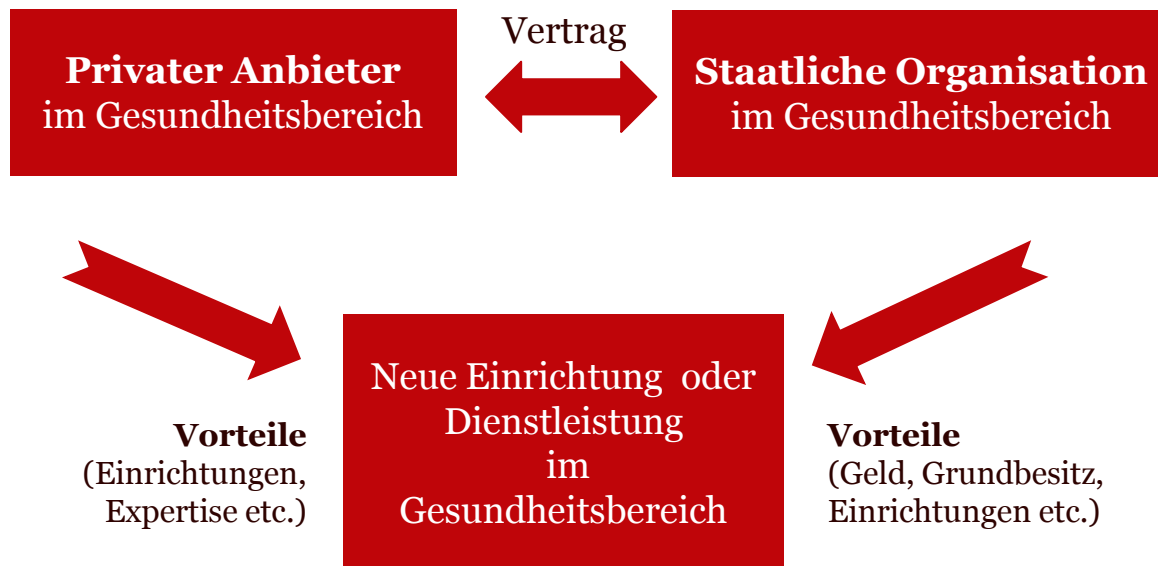 Privater Anbieter
im Gesundheitsbereich
Vertrag
Staatliche Organisation
im Gesundheitsbereich
Neue Einrichtung oder
Dienstleistung
im
Gesundheitsbereich
Vorteile
(Einrichtungen,
Expertise etc.)
Vorteile
(Geld, Grundbesitz,
Einrichtungen etc.)